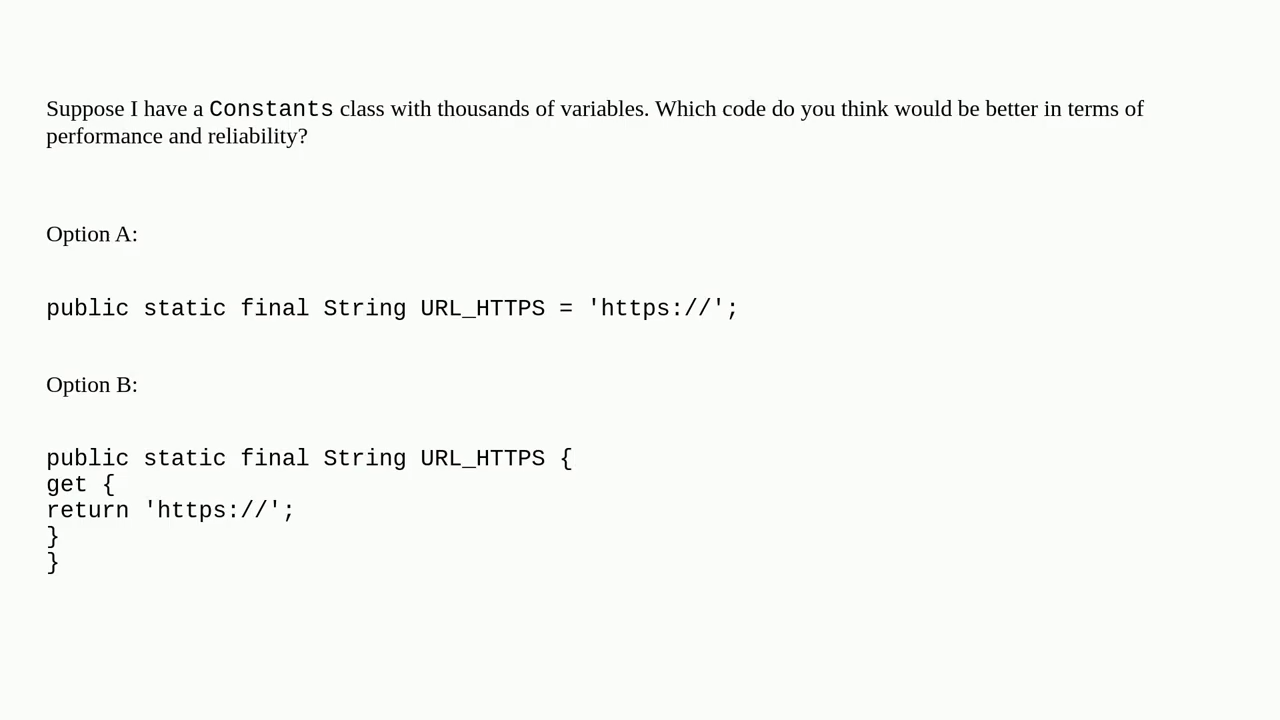 Suppose I have a Constants class with thousands of variables. Which code do you think would be better in terms of
performance and reliability?
Option A:
public static final String URL_HTTPS = 'https://';
Option B:
public static final String URL_HTTPS {
get {
return 'https://';
}
}